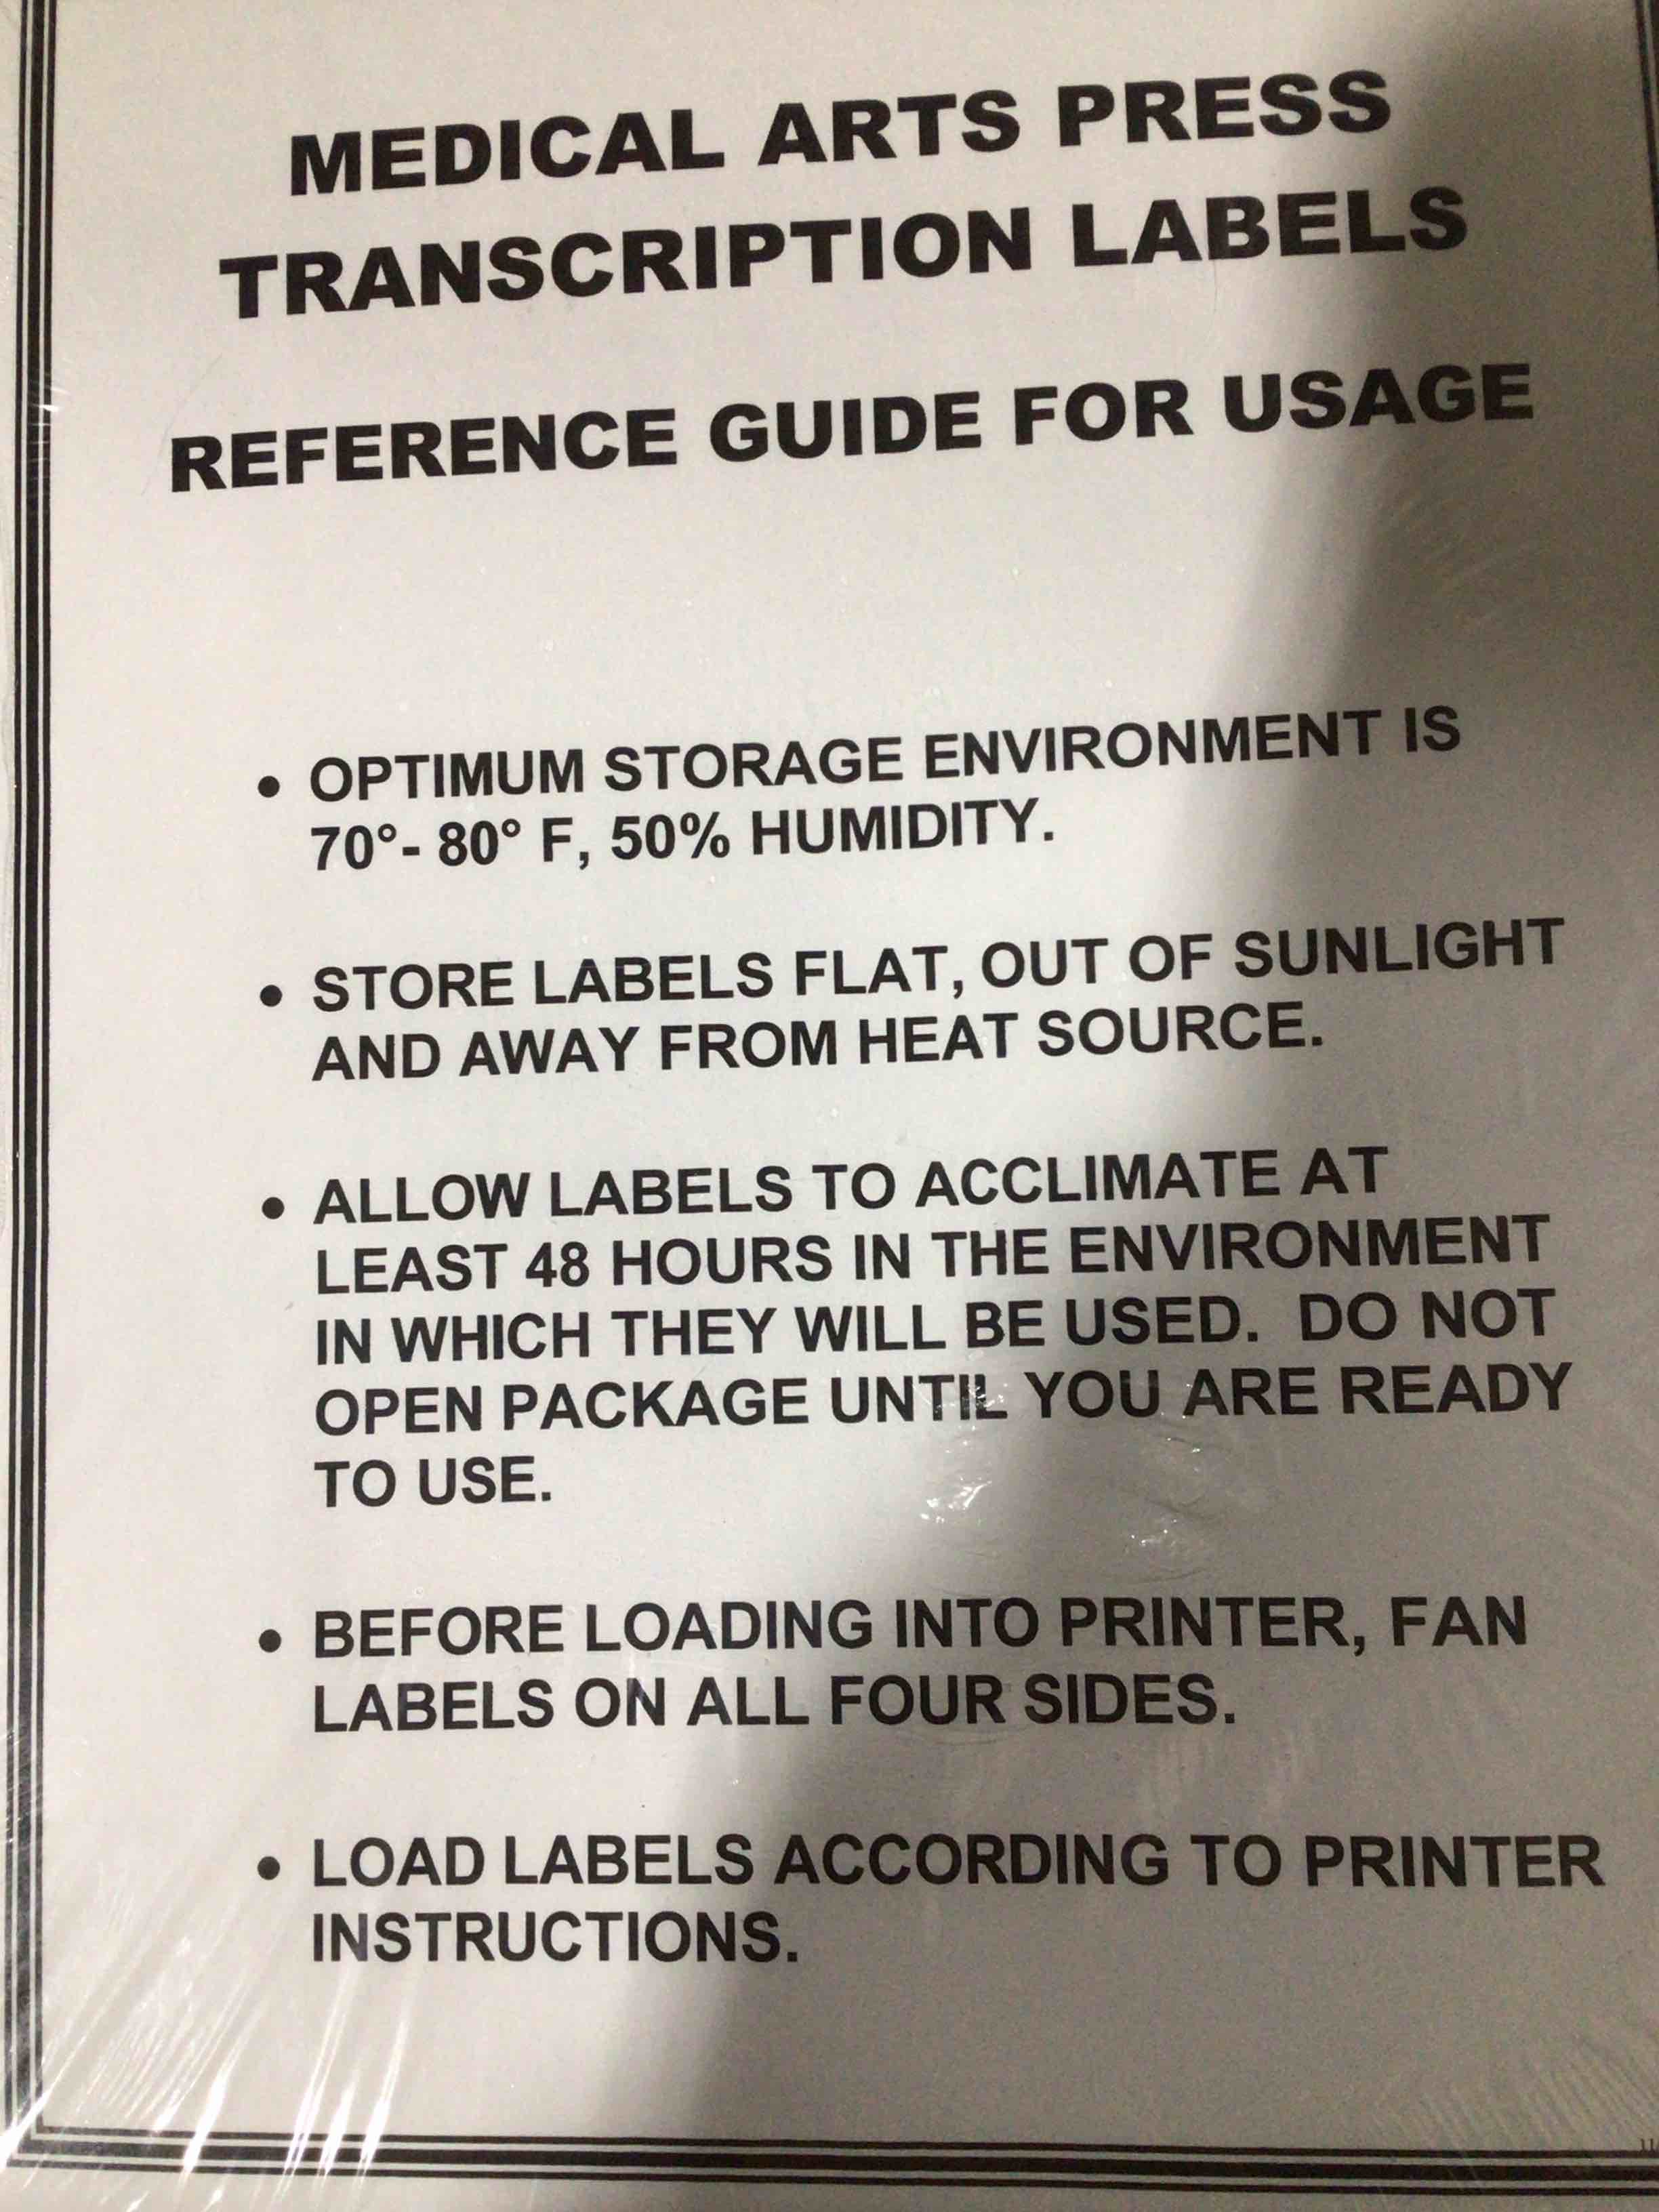 MEDICAL ARTS PRESS
TRANSCRIPTION LABELS
REFERENCE GUIDE FOR USAGE
• OPTIMUM STORAGE ENVIRONMENT IS
70°- 80° F, 50% HUMIDITY.
• STORE LABELS FLAT, OUT OF SUNLIGHT
AND AWAY FROM HEAT SOURCE.
• ALLOW LABELS TO ACCLIMATE AT
LEAST 48 HOURS IN THE ENVIRONMENT
IN WHICH THEY WILL BE USED.  DO NOT
OPEN PACKAGE UNTIL YOU ARE READY
TO USE.
• BEFORE LOADING INTO PRINTER, FAN
LABELS ON ALL FOUR SIDES.
• LOAD LABELS ACCORDING TO PRINTER
INSTRUCTIONS.